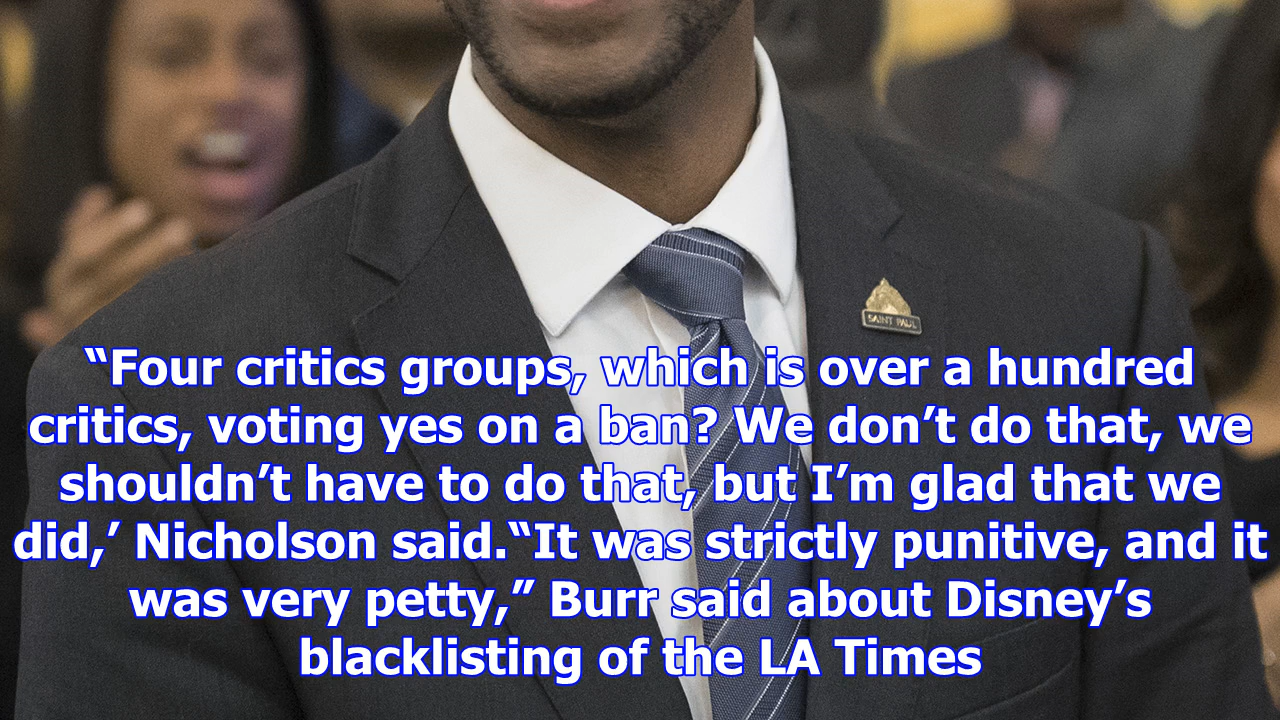 SAINT PAUL
“Four critics groups, which is over a hundred
critics, voting yes on a ban? We don’t do that, we
shouldn’t have to do that, but I’m glad that we
did,’ Nicholson said.“It was strictly punitive, and it
was very petty,” Burr said about Disney’s
blacklisting of the LA Times